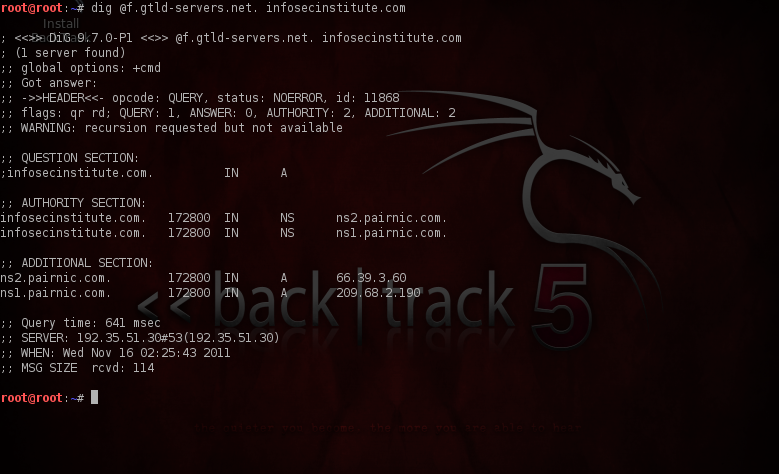 root@root:~# dig @f.gtld-servers.net. infosecinstitute.com
Install
BackTrack
; <<>> DiG 9.7.0-P1 <<>> @f.gtld-servers.net. infosecinstitute.com
; (1 server found)
;; global options: +cmd
;; Got answer:
;; ->>HEADER<<- opcode: QUERY, status: NOERROR, id: 11868
;; flags: qr rd; QUERY: 1, ANSWER: 0, AUTHORITY: 2, ADDITIONAL: 2
;; WARNING: recursion requested but not available
;; QUESTION SECTION:
;infosecinstitute.com. IN A
;; AUTHORITY SECTION:
infosecinstitute.com. 172800 IN NS ns2.pairnic.com.
infosecinstitute.com. 172800 IN NS ns1.pairnic.com.
;; ADDITIONAL SECTION:
ns2.pairnic.com. 172800 IN A 66.39.3.60
ns1.pairnic.com. 172800 IN A 209.68.2.190
<< back|track 5
;; Query time: 641 msec
;; SERVER: 192.35.51.30#53(192.35.51.30)
;; WHEN: Wed Nov 16 02:25:43 2011
;; MSG SIZE rcvd: 114
root@root:~#